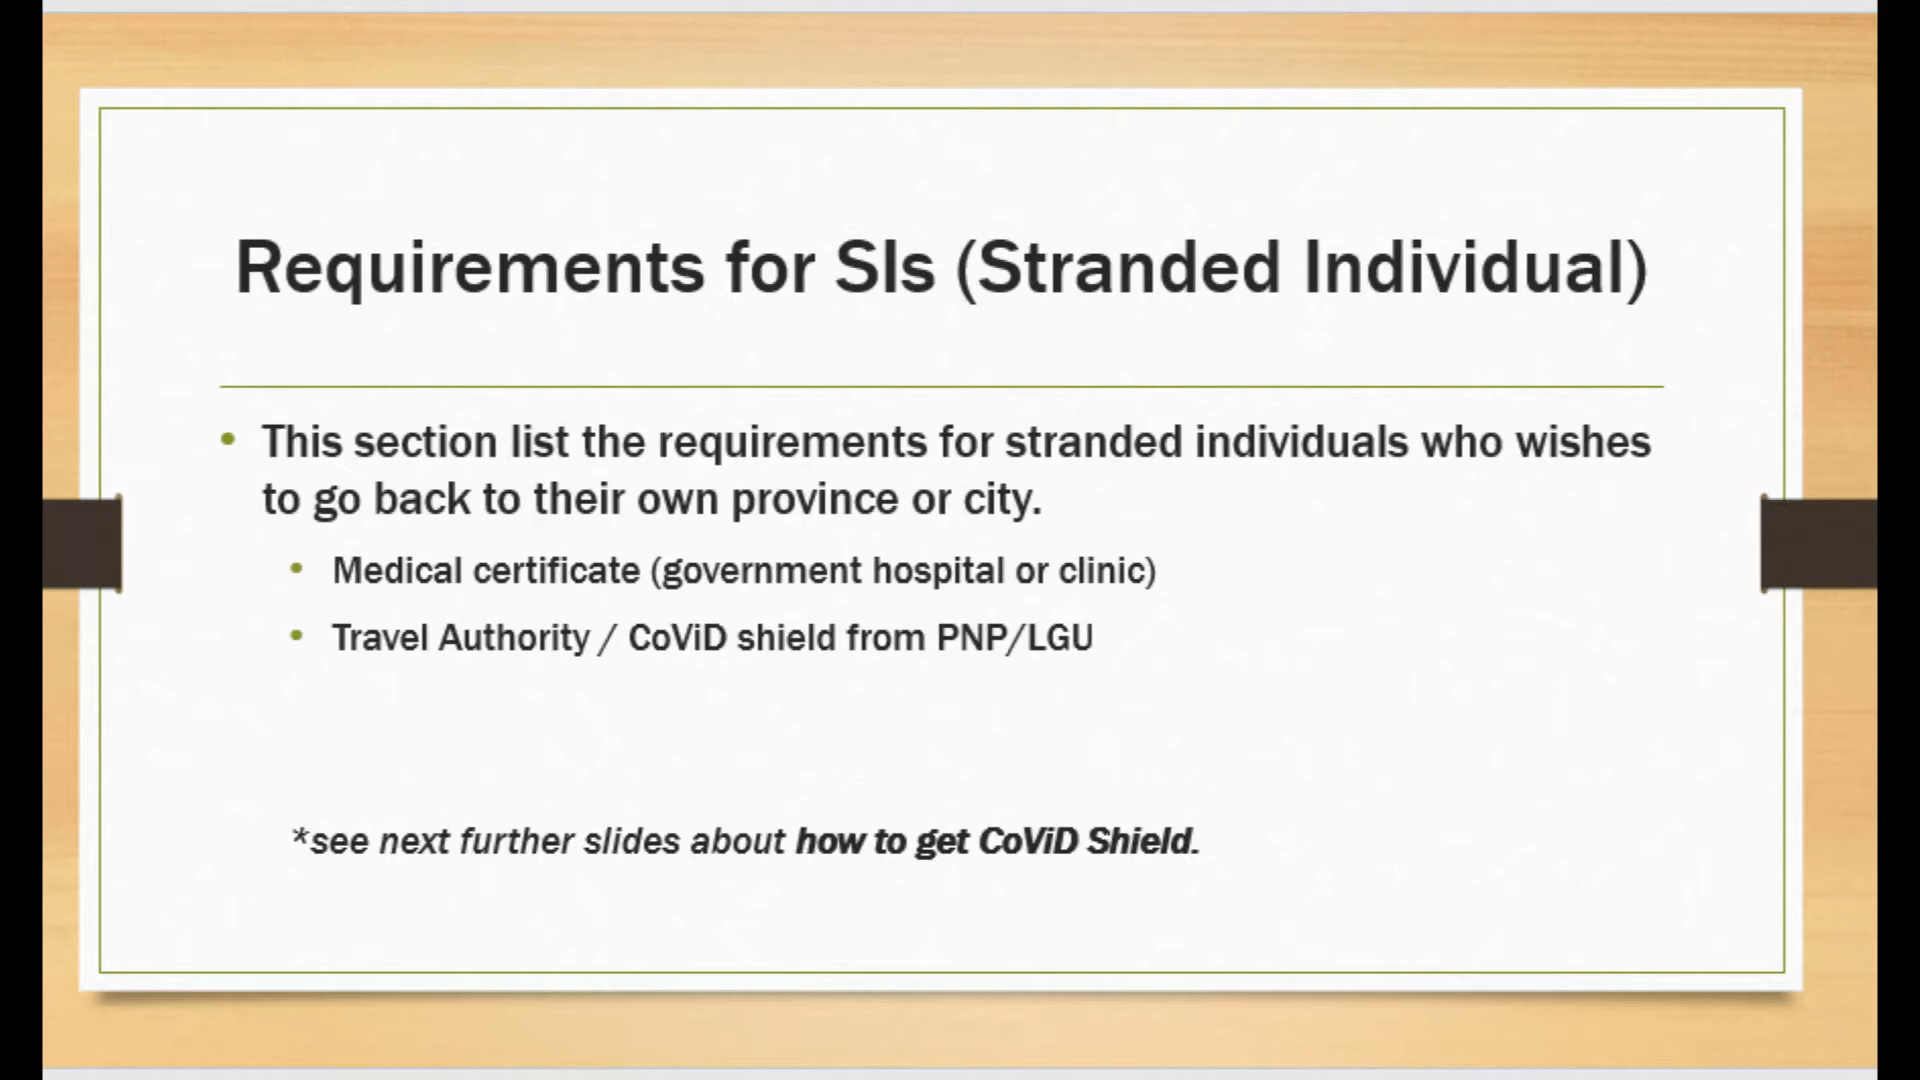 Requirements for SIs (Stranded Individual)
• This section list the requirements for stranded individuals who wishes
to go back to their own province or city.
• Medical certificate (government hospital or clinic)
• Travel Authority / CoViD shield from PNP/LGU
*see next further slides about how to get CoViD Shield.